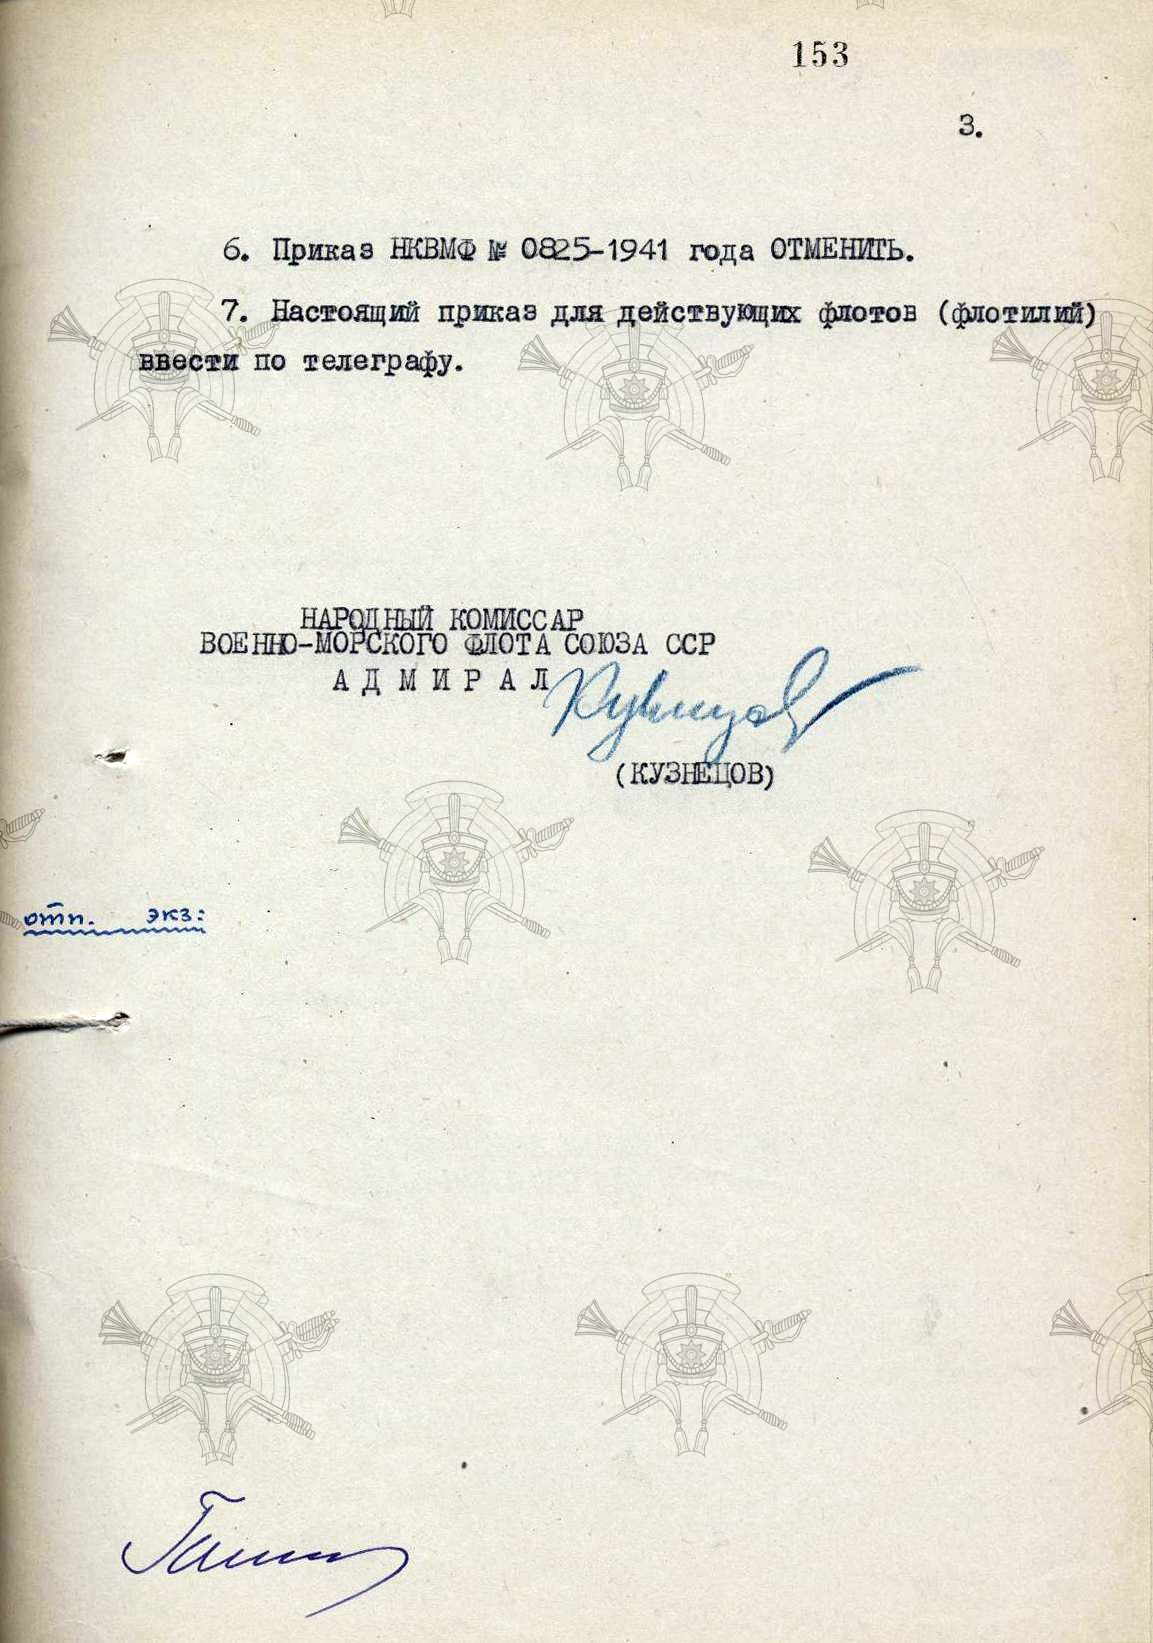 153
3.
6. Приказ НКВМФ № 0825-1941 года ОТМЕНИТЬ.
7. Настоящий приказ для действующих флотов (флотилий)
ввести по телеграфу.
НАРОДНЫЙ КОМИССАР
ВОЕННО-МОРСКОГО ФЛОТА СОЮЗА ССР
А Д М И Р А Л Кузнецов
(КУЗНЕЦОВ)
отп. экз: